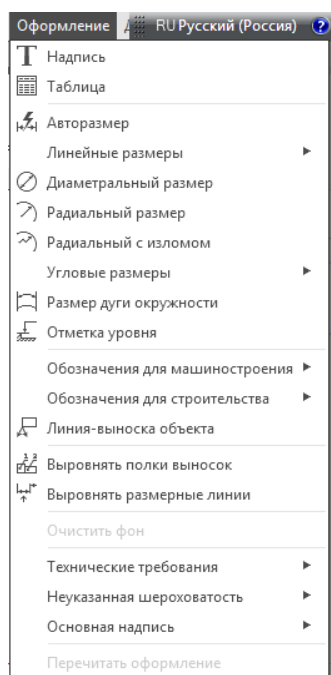 Оформление RU Русский (Россия) ?
Надпись
Таблица
Авторазмер
Линейные размеры
Диаметральный размер
Радиальный размер
Радиальный с изломом
Угловые размеры
Размер дуги окружности
Отметка уровня
Обозначения для машиностроения
Обозначения для строительства
Линия-выноска объекта
Выровнять полки выносок
Выровнять размерные линии
Очистить фон
Технические требования
Неуказанная шероховатость
Основная надпись
Перечитать оформление